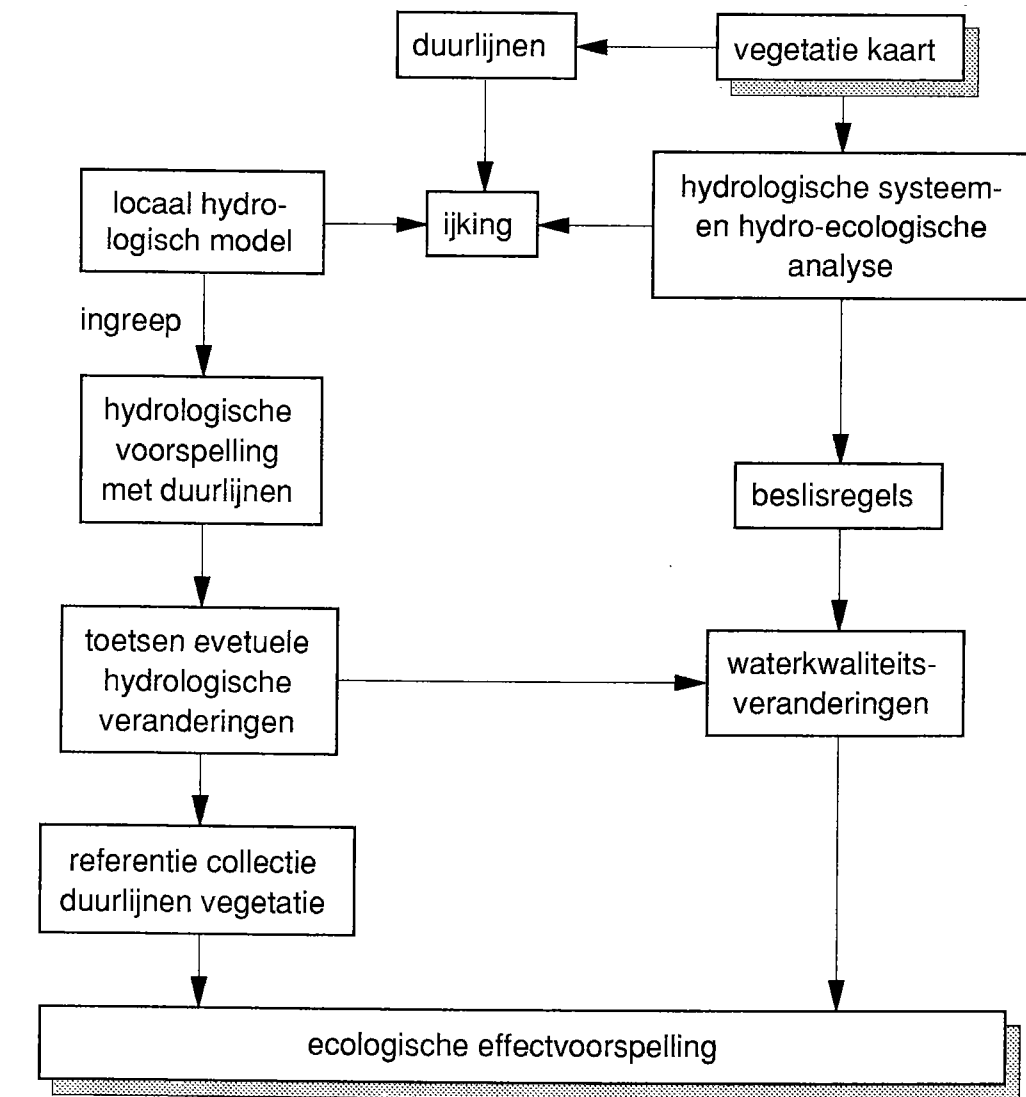 duurlijnen
vegetatie kaart
locaal hydro-
logisch model
ijking
hydrologische systeem-
en hydro-ecologische
analyse
ingreep
hydrologische
voorspelling
met duurlijnen
beslisregels
toetsen evetuele
hydrologische
veranderingen
waterkwaliteits-
veranderingen
referentie collectie
duurlijnen vegetatie
ecologische effectvoorspelling